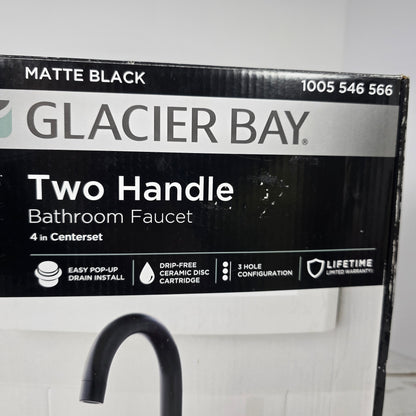 MATTE BLACK
1005 546 566
GLACIER BAY®
Two Handle
Bathroom Faucet
4 in Centerset
EASY POP-UP
DRAIN INSTALL
DRIP-FREE
CERAMIC DISC
CARTRIDGE
3 HOLE
CONFIGURATION
LIFETIME
LIMITED WARRANTY